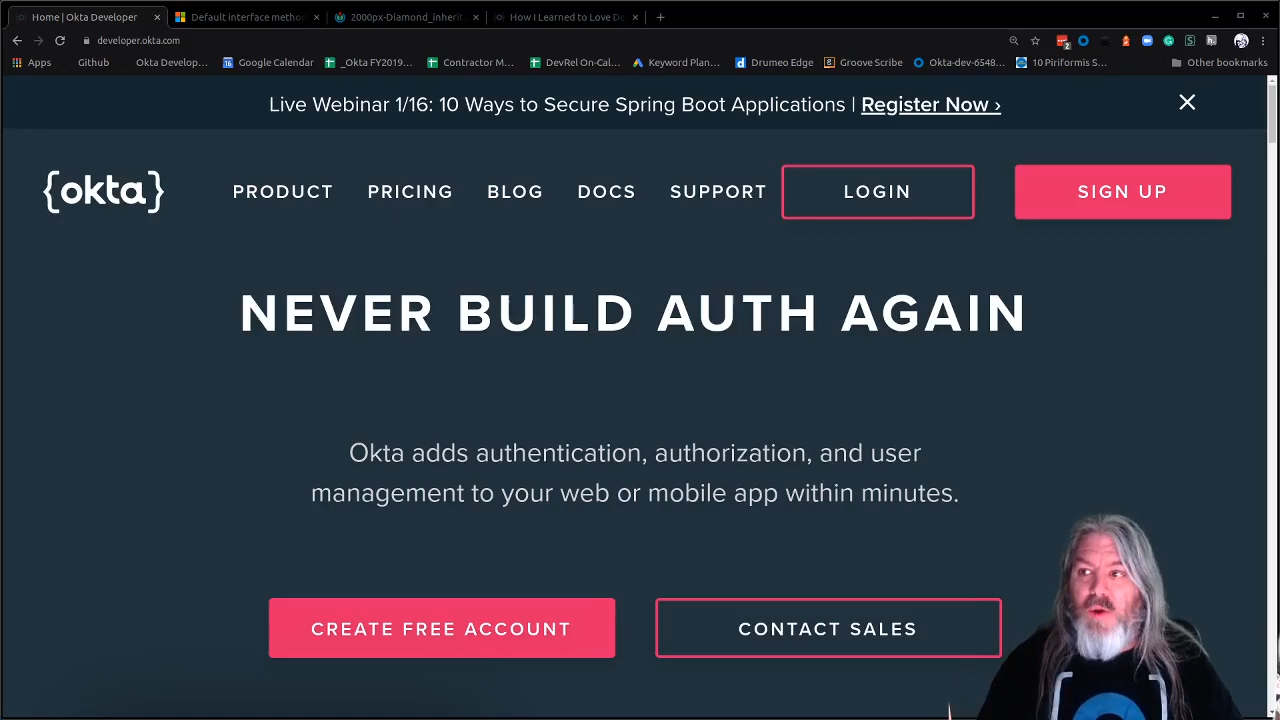 Home | Okta Developer
Default interface metho
2000px-Diamond_inherit
How I Learned to Love De
developer.okta.com
2
Apps
Github
Okta Develop...
16
Google Calendar
_Okta FY2019...
Contractor M...
DevRel On-Cal...
Keyword Plan...
Drumeo Edu
Groove Scribe
Okta-dev-6548...
10 Piriformis S...
Other bookmarks
Live Webinar 1/16: 10 Ways to Secure Spring Boot Applications | Register Now ›
{okta}
PRODUCT
PRICING
BLOG
DOCS
SUPPORT
LOGIN
SIGN UP
NEVER BUILD AUTH AGAIN
Okta adds authentication, authorization, and user
management to your web or mobile app within minutes.
CREATE FREE ACCOUNT
CONTACT SALES